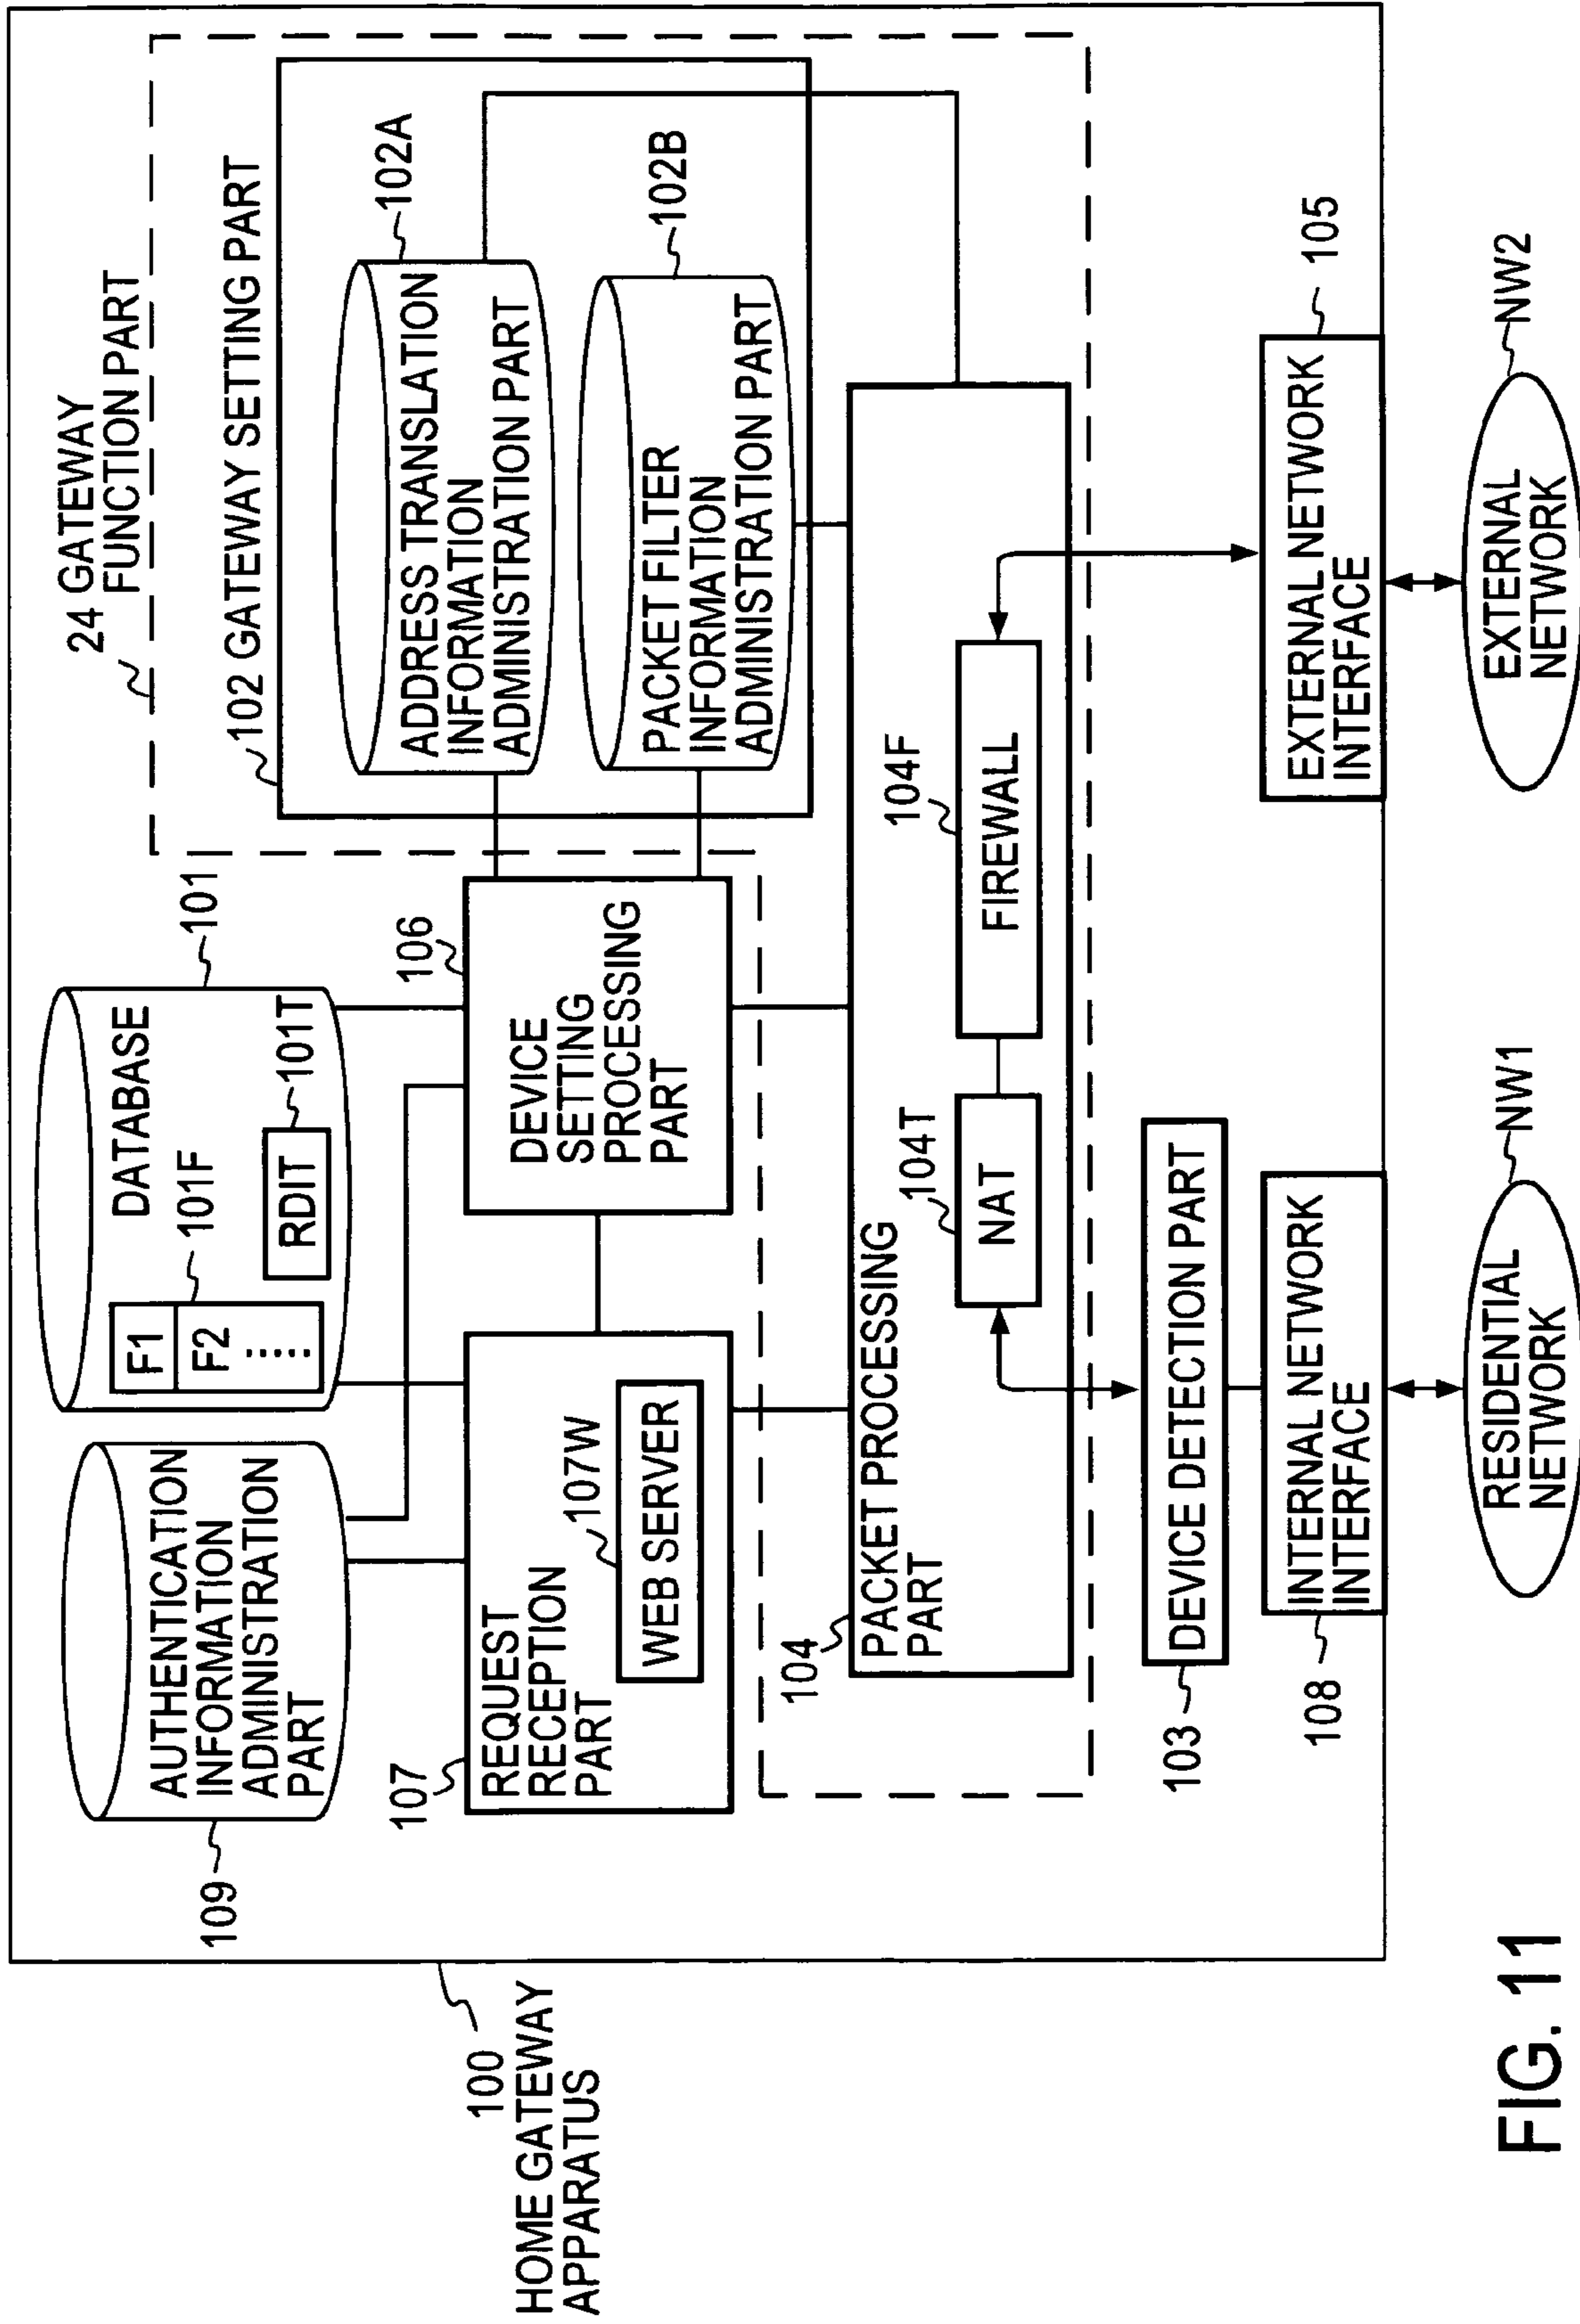 24 GATEWAY
FUNCTION PART
109
AUTHENTICATION
INFORMATION
ADMINISTRATION
PART
DATABASE
101
F1
F2
101F
RDIT
101T
102 GATEWAY SETTING PART
ADDRESS TRANSLATION
INFORMATION
ADMINISTRATION PART
102A
PACKET FILTER
INFORMATION
ADMINISTRATION PART
102B
107
REQUEST
RECEPTION
PART
107W
WEB SERVER
106
DEVICE
SETTING
PROCESSING
PART
100
HOME GATEWAY
APPARATUS
104
PACKET PROCESSING
PART
104T
NAT
104F
FIREWALL
103
DEVICE DETECTION PART
108
INTERNAL NETWORK
INTERFACE
EXTERNAL NETWORK
INTERFACE
105
RESIDENTIAL
NETWORK
NW1
EXTERNAL
NETWORK
NW2
FIG. 11